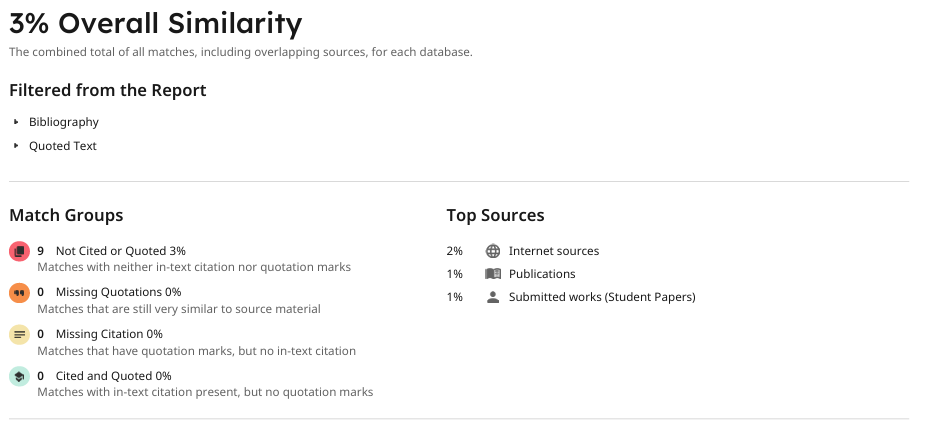 3% Overall Similarity
The combined total of all matches, including overlapping sources, for each database.
Filtered from the Report
Bibliography
Quoted Text
Match Groups
9 Not Cited or Quoted 3%
Matches with neither in-text citation nor quotation marks
0 Missing Quotations 0%
Matches that are still very similar to source material
0 Missing Citation 0%
Matches that have quotation marks, but no in-text citation
0 Cited and Quoted 0%
Matches with in-text citation present, but no quotation marks
Top Sources
2% Internet sources
1% Publications
1% Submitted works (Student Papers)